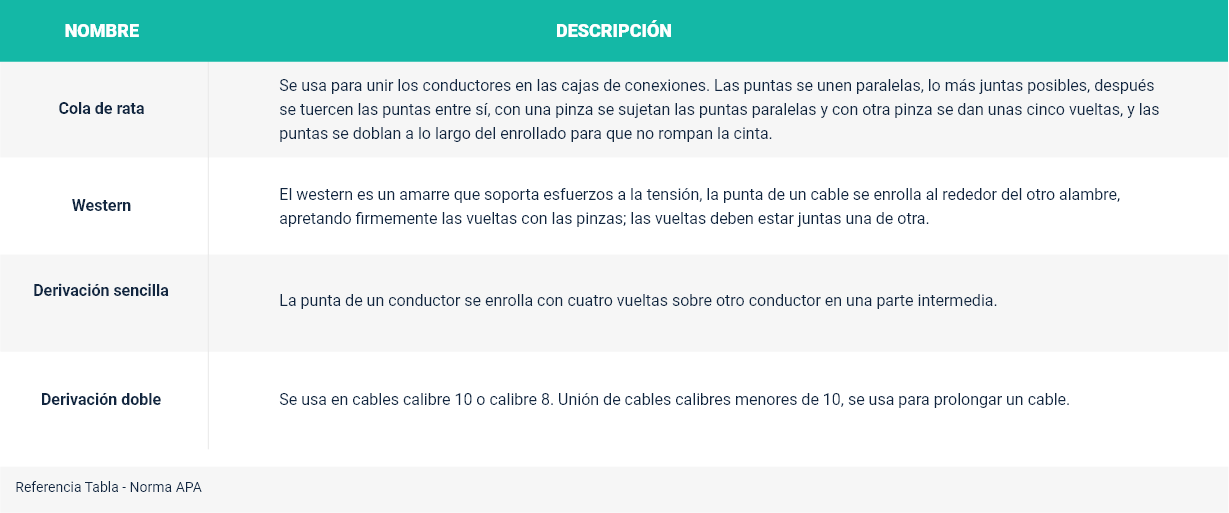 NOMBRE
DESCRIPCIÓN
Cola de rata
Se usa para unir los conductores en las cajas de conexiones. Las puntas se unen paralelas, lo más juntas posibles, después
se tuercen las puntas entre sí, con una pinza se sujetan las puntas paralelas y con otra pinza se dan unas cinco vueltas, y las
puntas se doblan a lo largo del enrollado para que no rompan la cinta.
Western
El western es un amarre que soporta esfuerzos a la tensión, la punta de un cable se enrolla al rededor del otro alambre,
apretando firmemente las vueltas con las pinzas; las vueltas deben estar juntas una de otra.
Derivación sencilla
La punta de un conductor se enrolla con cuatro vueltas sobre otro conductor en una parte intermedia.
Derivación doble
Se usa en cables calibre 10 o calibre 8. Unión de cables calibres menores de 10, se usa para prolongar un cable.
Referencia Tabla - Norma APA